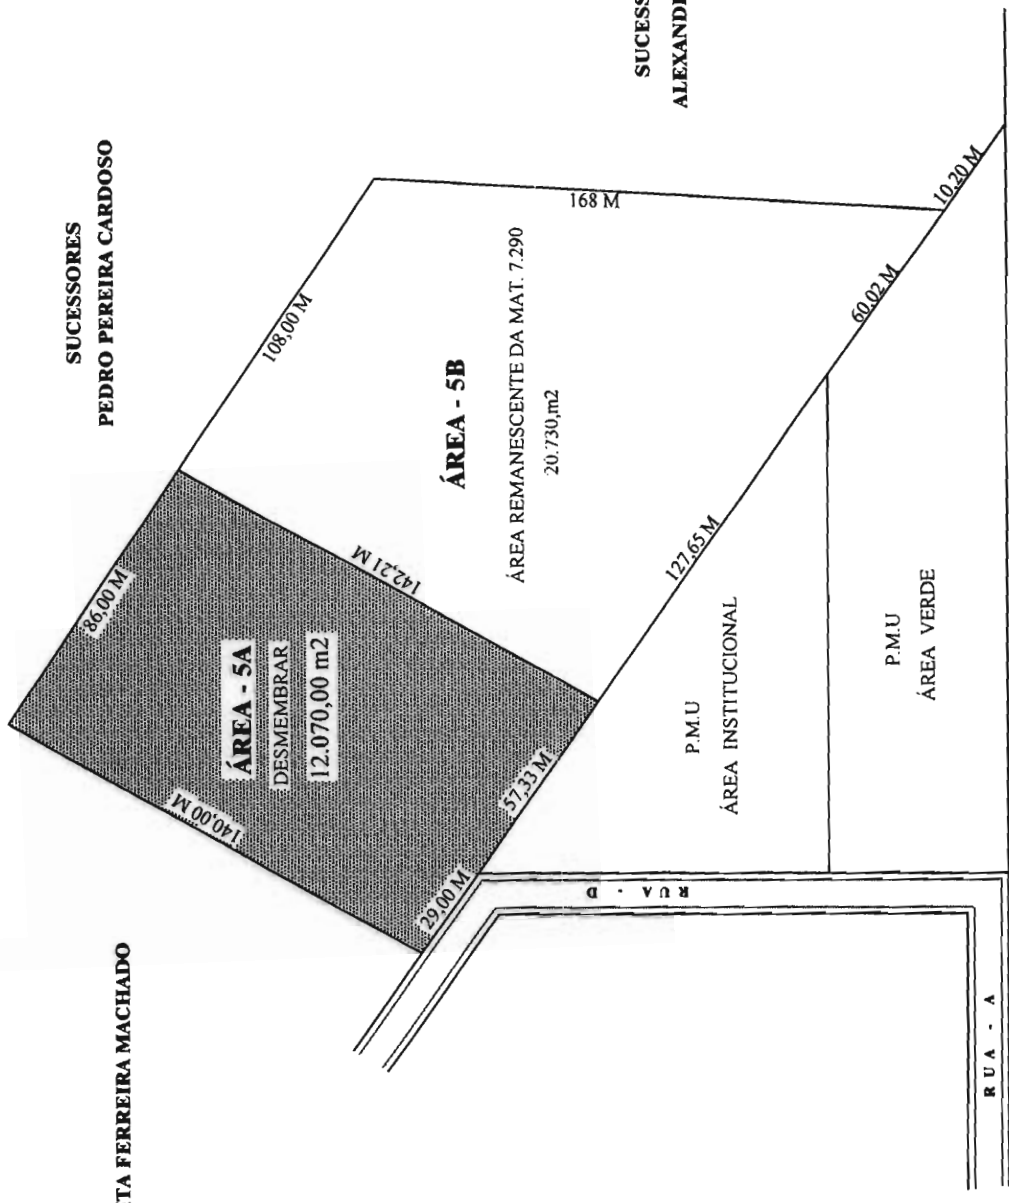 SUCESSORES
PEDRO PEREIRA CARDOSO
SUCESS
ALEXAND
FERREIRA MACHADO
86,00 M
108,00 M
168 M
10,20 M
60,02 M
127,65 M
57,33 M
29,00 M
140,00 M
142,21 M
ÁREA - 5A
DESMEMBRAR
12.070,00 m2
ÁREA - 5B
ÁREA REMANESCENTE DA MAT. 7.290
20.730,m2
P.M.U
ÁREA INSTITUCIONAL
P.M.U
ÁREA VERDE
RUA - D
RUA - A